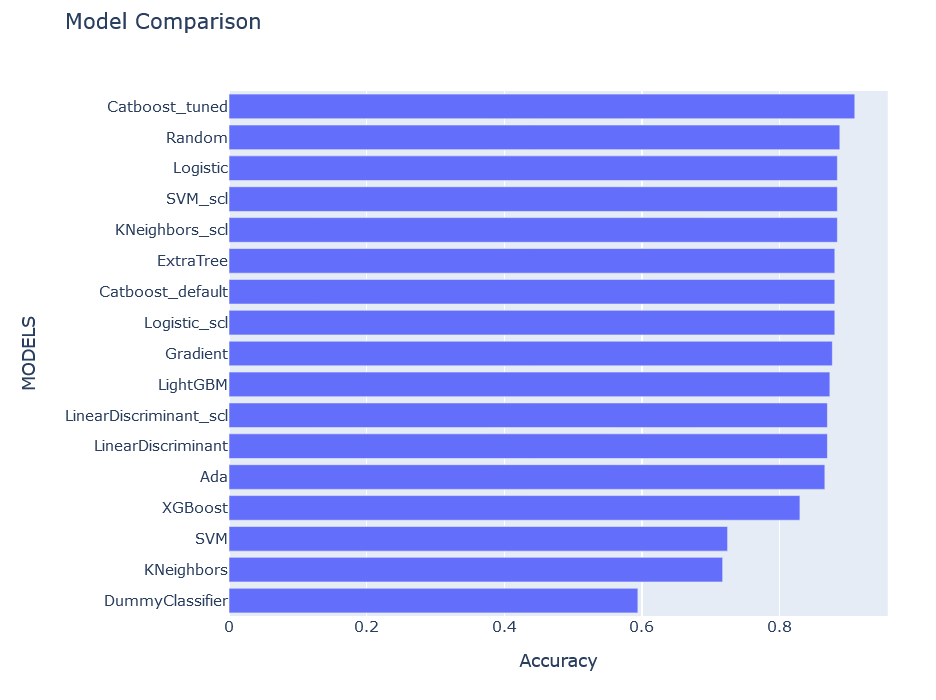 Model Comparison
MODELS
Catboost_tuned
Random
Logistic
SVM_scl
KNeighbors_scl
ExtraTree
Catboost_default
Logistic_scl
Gradient
LightGBM
LinearDiscriminant_scl
LinearDiscriminant
Ada
XGBoost
SVM
KNeighbors
DummyClassifier
0 0.2 0.4 0.6 0.8
Accuracy